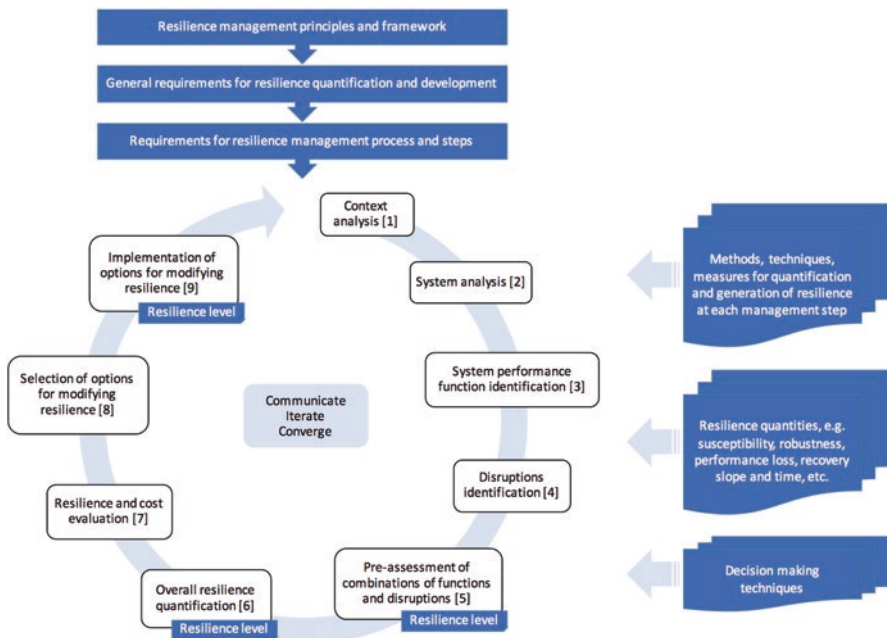 Resilience management principles and framework
General requirements for resilience quantification and development
Requirements for resilience management process and steps
Context
analysis [1]
System analysis [2]
System performance
function identification [3]
Disruptions
identification [4]
Pre-assessment of
combinations of functions
and disruptions [5]
Resilience level
Overall resilience
quantification [6]
Resilience level
Resilience and cost
evaluation [7]
Selection of options
for modifying
resilience [8]
Implementation of
options for modifying
resilience [9]
Resilience level
Communicate
Iterate
Converge
Methods, techniques,
measures for quantification
and generation of resilience
at each management step
Resilience quantities, e.g.
susceptibility, robustness,
performance loss, recovery
slope and time, etc.
Decision making
techniques